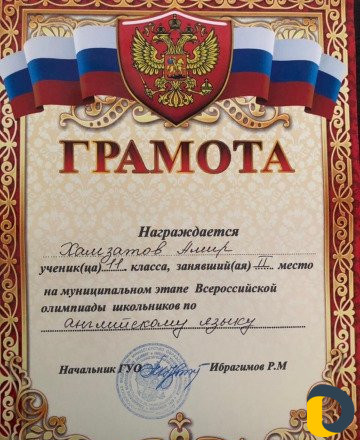 ГРАМОТА
Награждается
Хамзатов Амир
ученик(ца) 11 класса, занявший(ая) II место
на муниципальном этапе Всероссийской
олимпиады школьников по
английскому языку
Начальник ГУО Ибрагимов Р.М